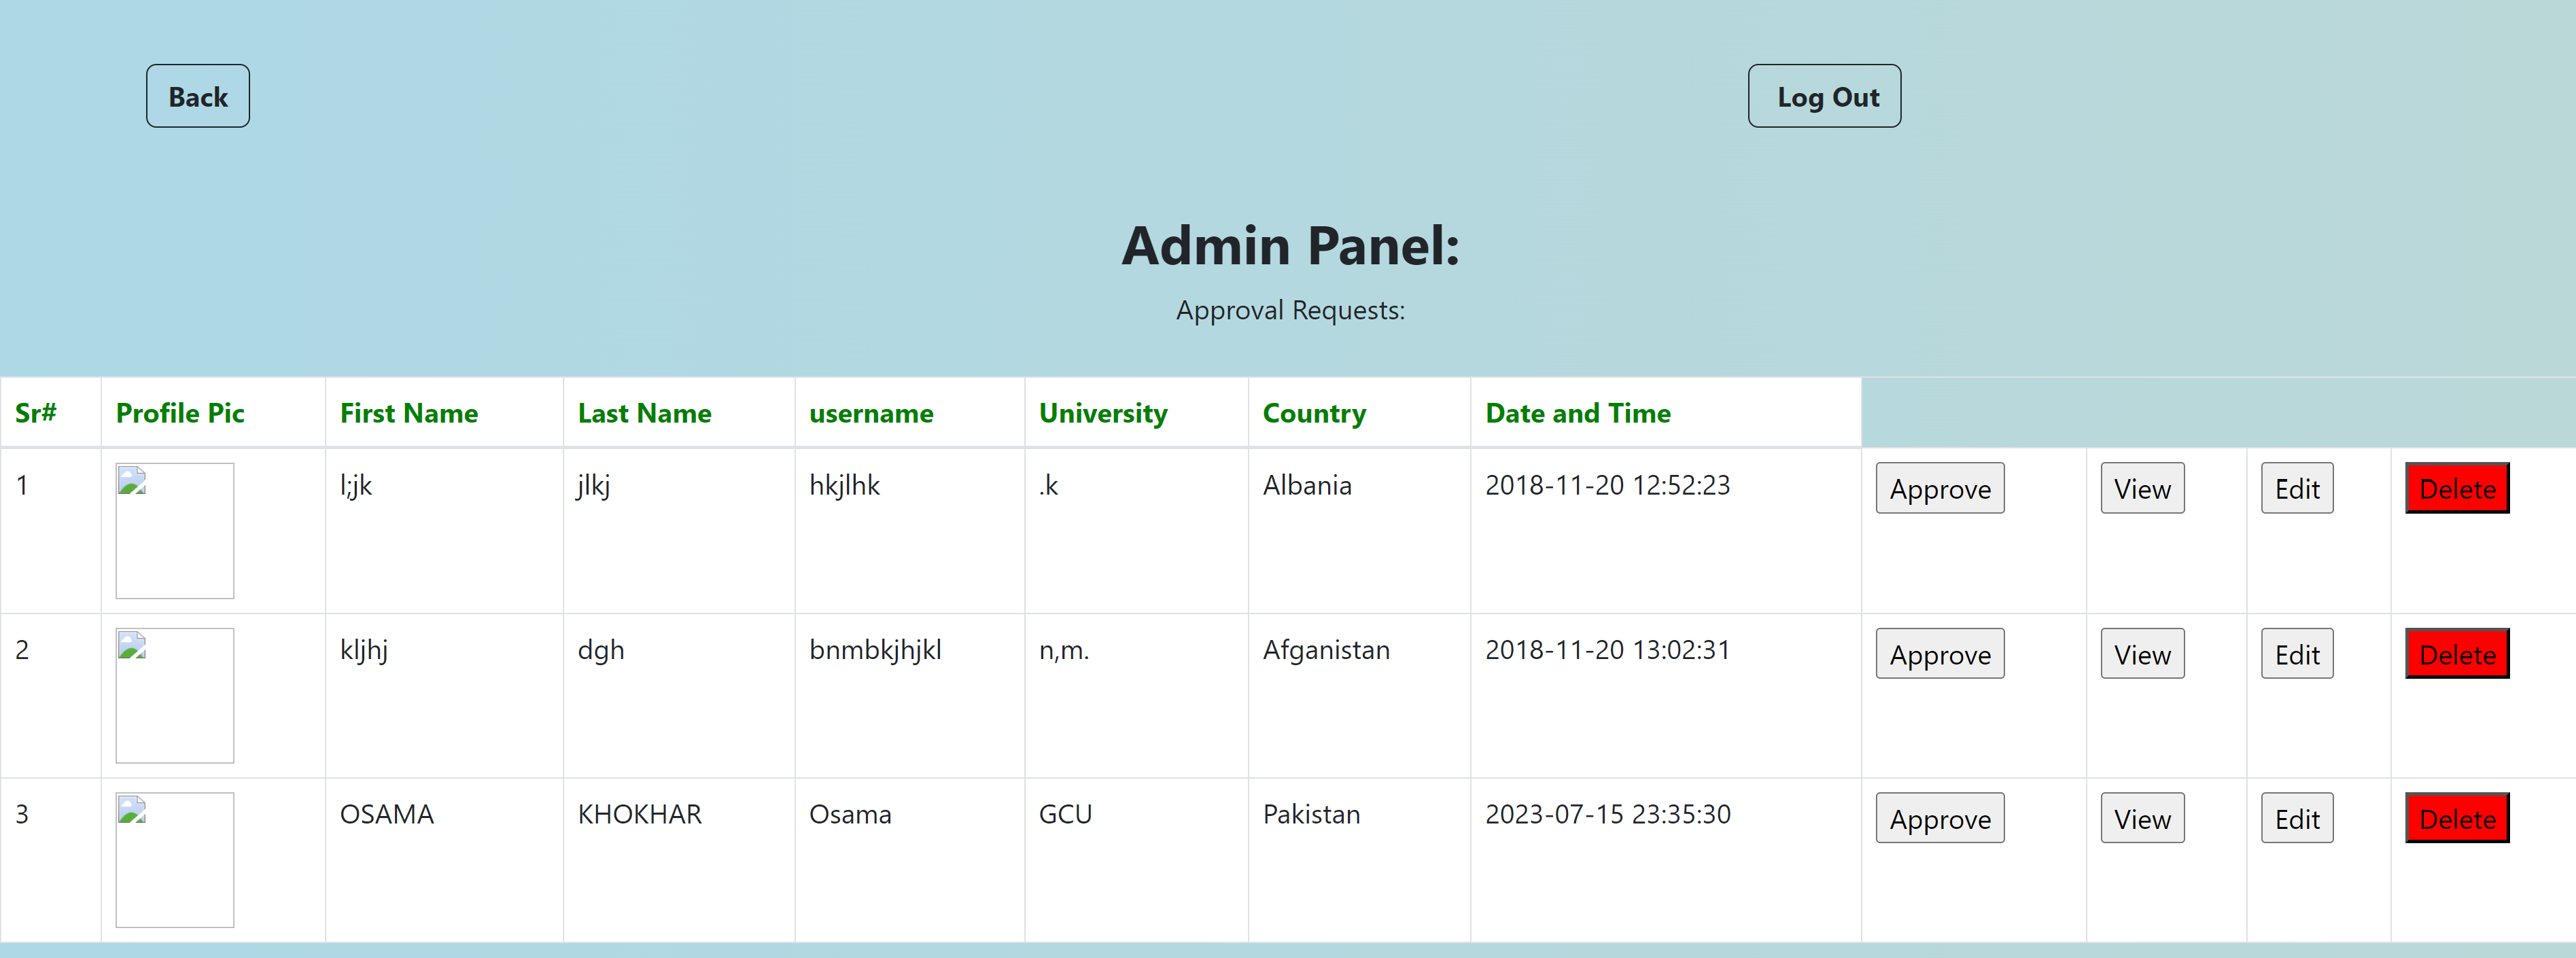 Back Log Out
Admin Panel:
Approval Requests:
Sr# Profile Pic First Name Last Name username University Country Date and Time
1 l;jk jlkj hkjlhk .k Albania 2018-11-20 12:52:23 Approve View Edit Delete
2 kljhj dgh bnmbkjhjkl n,m. Afganistan 2018-11-20 13:02:31 Approve View Edit Delete
3 OSAMA KHOKHAR Osama GCU Pakistan 2023-07-15 23:35:30 Approve View Edit Delete